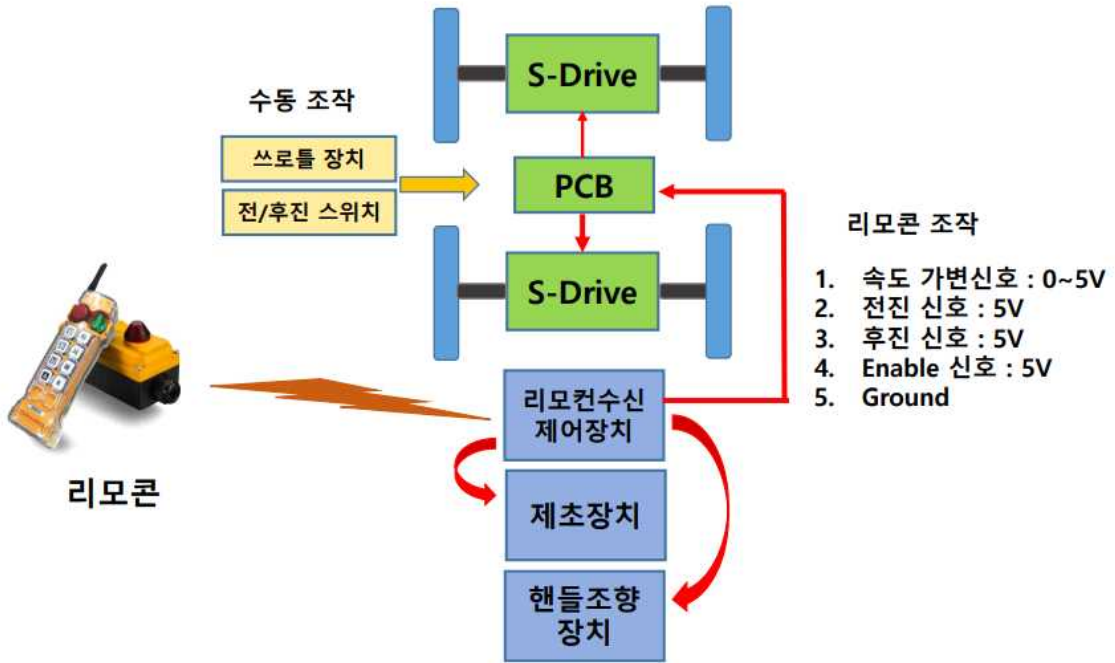 S-Drive
수동 조작
쓰로틀 장치
전/후진 스위치
PCB
S-Drive
리모콘 조작
1. 속도 가변신호 : 0~5V
2. 전진 신호 : 5V
3. 후진 신호 : 5V
4. Enable 신호 : 5V
5. Ground
리모컨수신
제어장치
리모콘
제초장치
핸들조향
장치